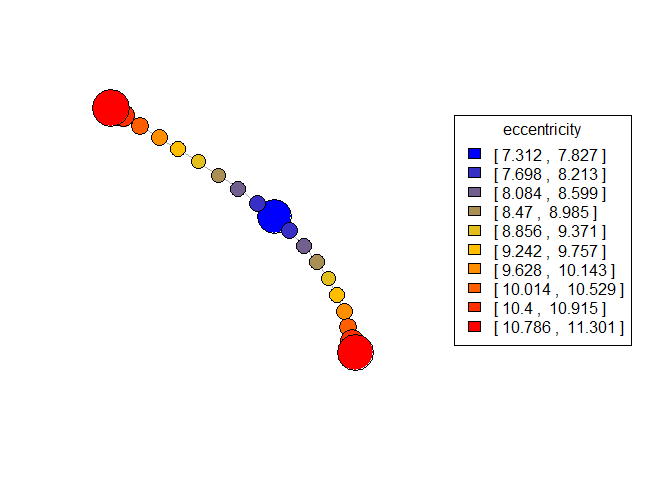 eccentricity
[ 7.312 ,  7.827 ]
[ 7.698 ,  8.213 ]
[ 8.084 ,  8.599 ]
[ 8.47 ,  8.985 ]
[ 8.856 ,  9.371 ]
[ 9.242 ,  9.757 ]
[ 9.628 ,  10.143 ]
[ 10.014 ,  10.529 ]
[ 10.4 ,  10.915 ]
[ 10.786 ,  11.301 ]